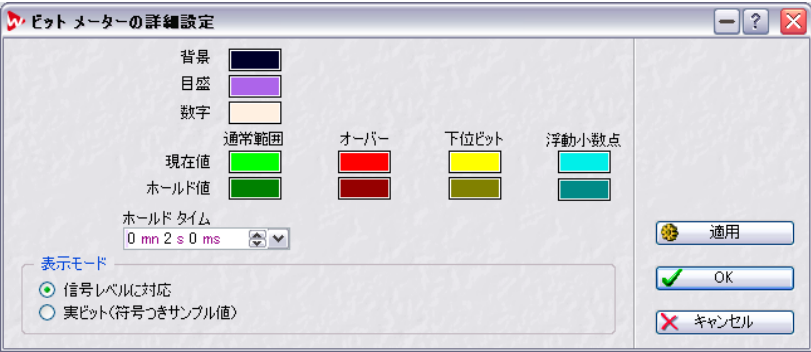 ビット メーターの詳細設定
背景
目盛
数字
通常範囲 オーバー 下位ビット 浮動小数点
現在値
ホールド値
ホールド タイム
0 mn 2 s 0 ms
表示モード
信号レベルに対応
実ビット(符号つきサンプル値)
適用
OK
キャンセル